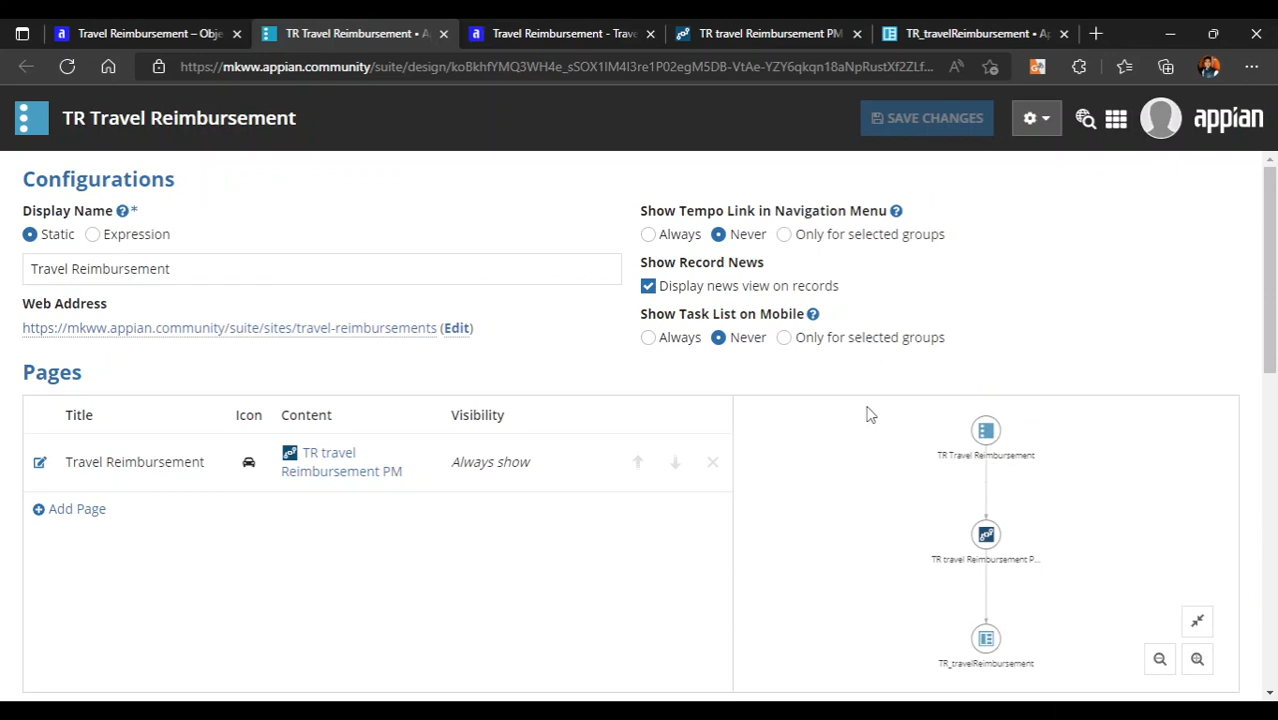 Travel Reimbursement – Obje
TR Travel Reimbursement • A
Travel Reimbursement - Trave
TR travel Reimbursement PM
TR_travelReimbursement • Ap
https://mkww.appian.community/suite/design/koBkhfYMQ3WH4e_sSOX1IM4I3re1P02egM5DB-VtAe-YZY6qkqn18aNpRustXf2ZLf...
TR Travel Reimbursement
SAVE CHANGES
appian
Configurations
Display Name ? *
Static Expression
Travel Reimbursement
Web Address
https://mkww.appian.community/suite/sites/travel-reimbursements (Edit)
Show Tempo Link in Navigation Menu ?
Always Never Only for selected groups
Show Record News
Display news view on records
Show Task List on Mobile ?
Always Never Only for selected groups
Pages
Title Icon Content Visibility
Travel Reimbursement TR travel Always show
Reimbursement PM
Add Page
TR Travel Reimbursement
TR travel Reimbursement P...
TR_travelReimbursement